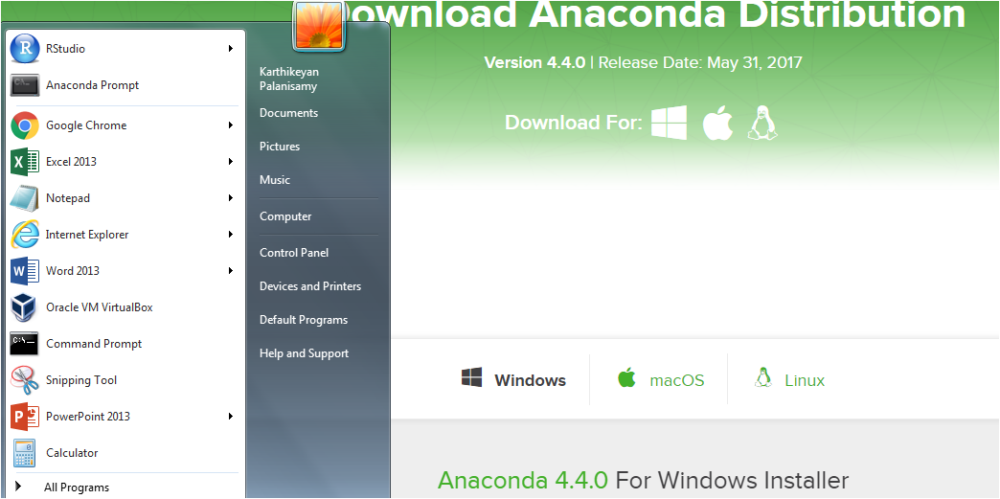 RStudio
Anaconda Prompt
Google Chrome
Excel 2013
Notepad
Internet Explorer
Word 2013
Oracle VM VirtualBox
Command Prompt
Snipping Tool
PowerPoint 2013
Calculator
All Programs
Karthikeyan
Palanisamy
Documents
Pictures
Music
Computer
Control Panel
Devices and Printers
Default Programs
Help and Support
Download Anaconda Distribution
Version 4.4.0 | Release Date: May 31, 2017
Download For:
Windows
macOS
Linux
Anaconda 4.4.0 For Windows Installer